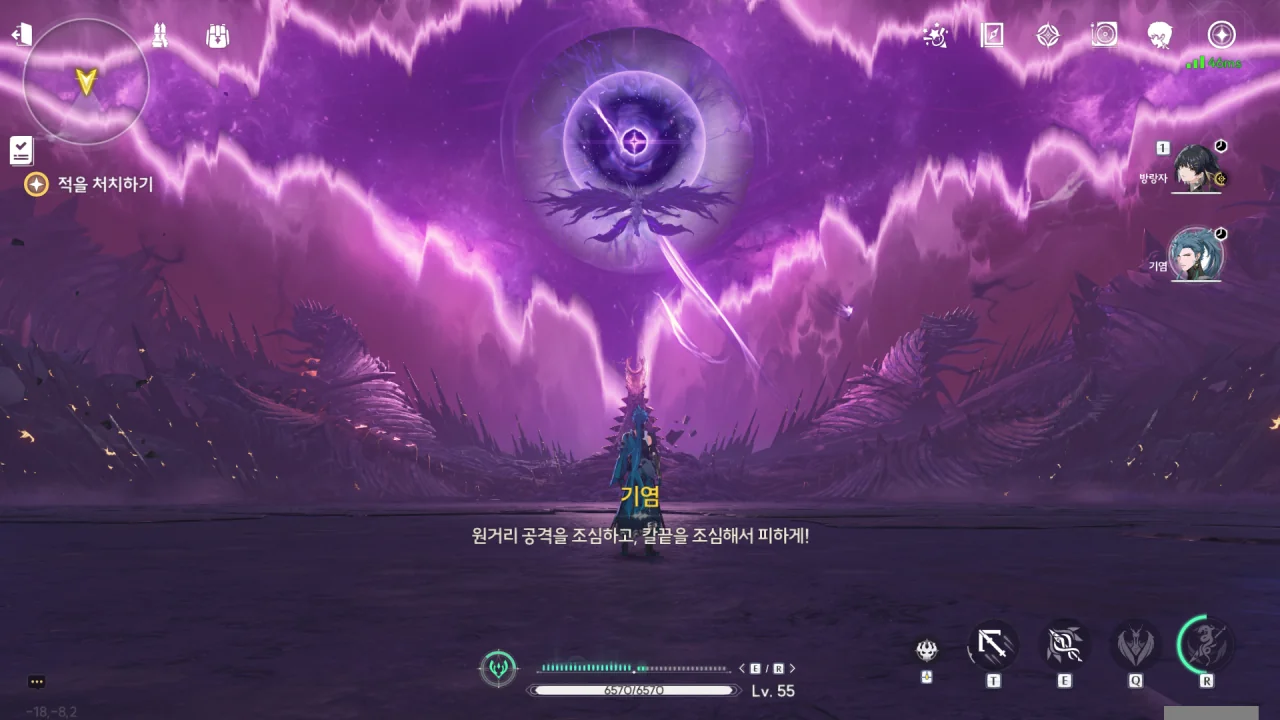 적을 처치하기
1
방랑자
기염
기염
원거리 공격을 조심하고, 칼끝을 조심해서 피하게!
E / R
6570/6570
Lv. 55
T
E
Q
R
-18,-8,2